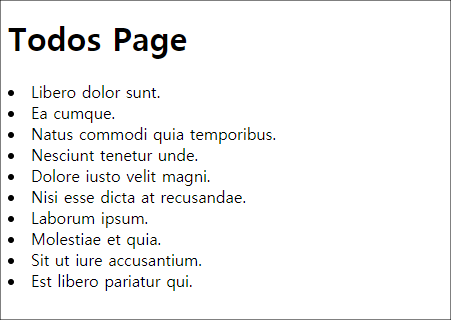 Todos Page
Libero dolor sunt.
Ea cumque.
Natus commodi quia temporibus.
Nesciunt tenetur unde.
Dolore iusto velit magni.
Nisi esse dicta at recusandae.
Laborum ipsum.
Molestiae et quia.
Sit ut iure accusantium.
Est libero pariatur qui.